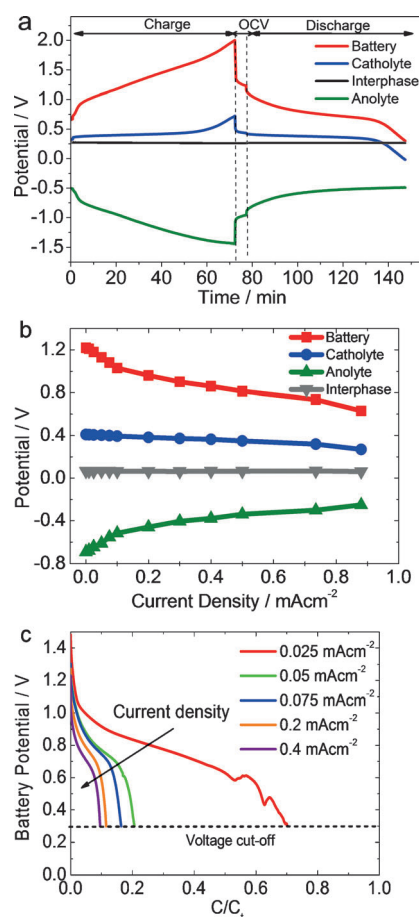 a
Charge OCV Discharge
Battery
Catholyte
Interphase
Anolyte
2.0
1.5
1.0
0.5
0.0
-0.5
-1.0
-1.5
Potential / V
0 20 40 60 80 100 120 140
Time / min
b
Battery
Catholyte
Anolyte
Interphase
1.2
0.8
0.4
0.0
-0.4
-0.8
Potential / V
0.0 0.2 0.4 0.6 0.8 1.0
Current Density / mAcm-2
c
0.025 mAcm-2
0.05 mAcm-2
0.075 mAcm-2
0.2 mAcm-2
0.4 mAcm-2
Current density
Voltage cut-off
1.4
1.2
1.0
0.8
0.6
0.4
0.2
0.0
Battery Potential / V
0.0 0.2 0.4 0.6 0.8 1.0